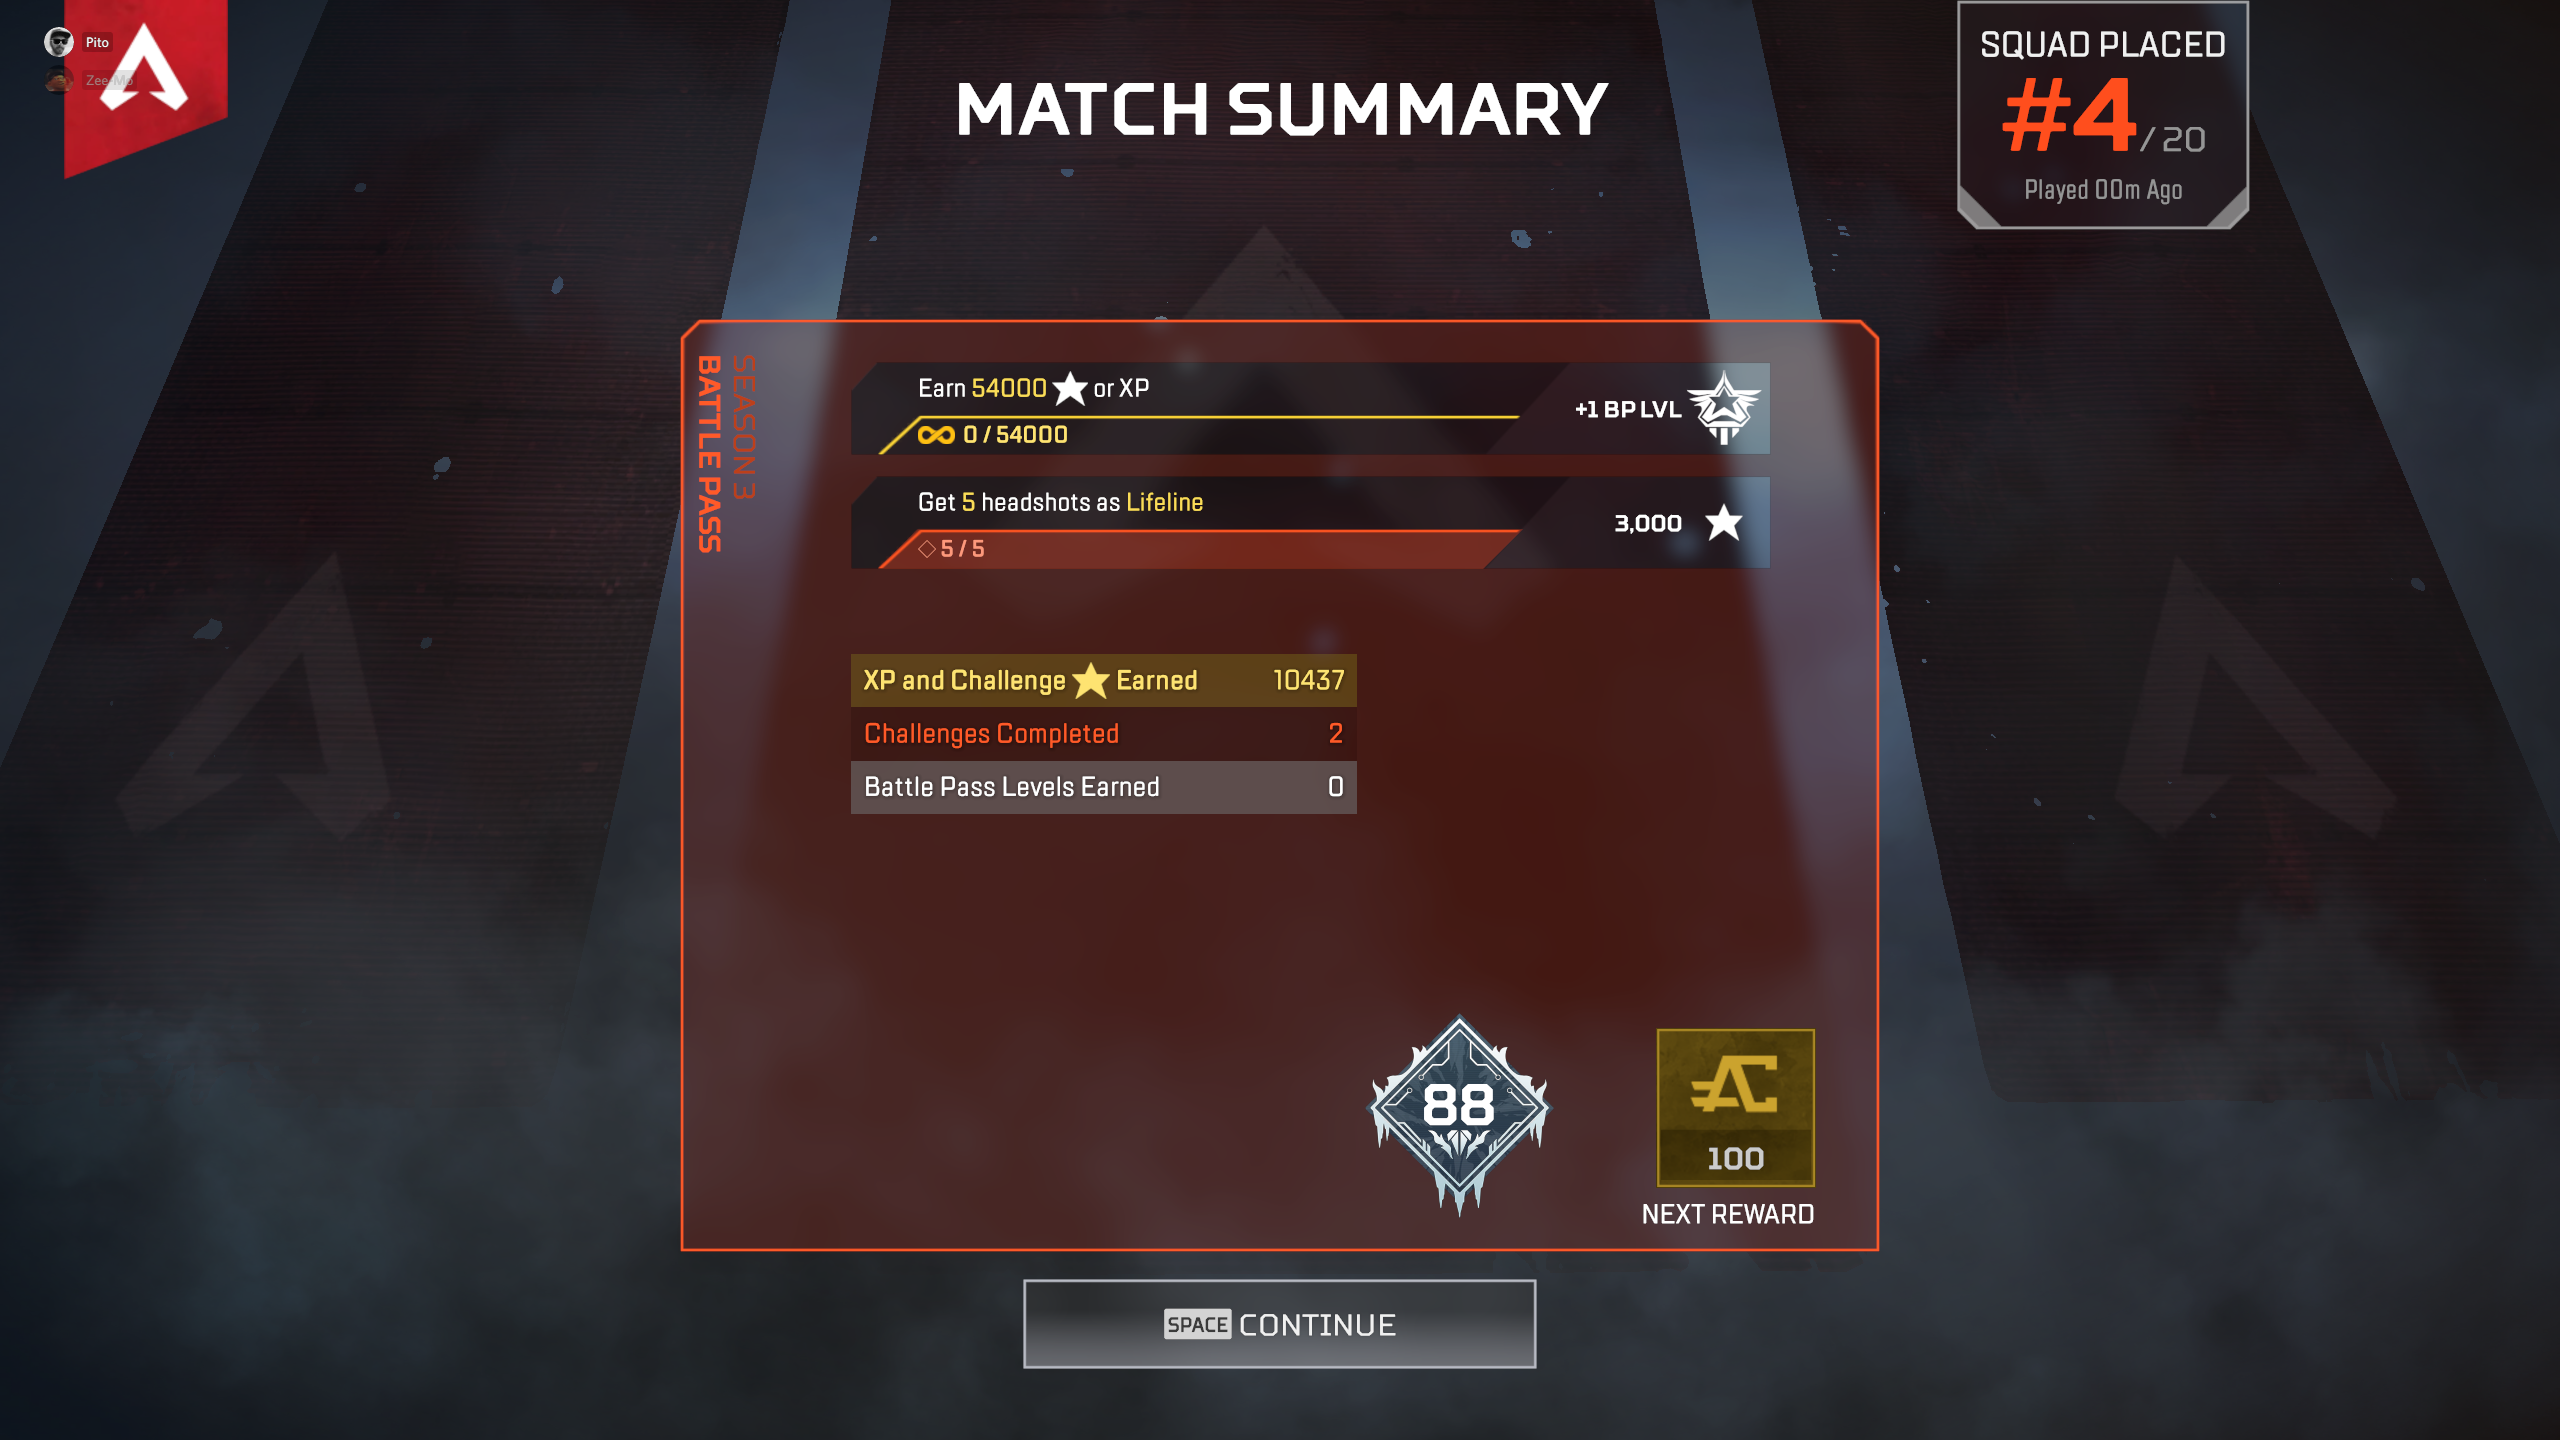 Pito
Zee-Mo
MATCH SUMMARY
SQUAD PLACED
#4/20
Played 00m Ago
SEASON 3
BATTLE PASS
Earn 54000 ★ or XP
0 / 54000
+1 BP LVL
Get 5 headshots as Lifeline
5 / 5
3,000
XP and Challenge ★ Earned 10437
Challenges Completed 2
Battle Pass Levels Earned 0
88
100
NEXT REWARD
SPACE CONTINUE